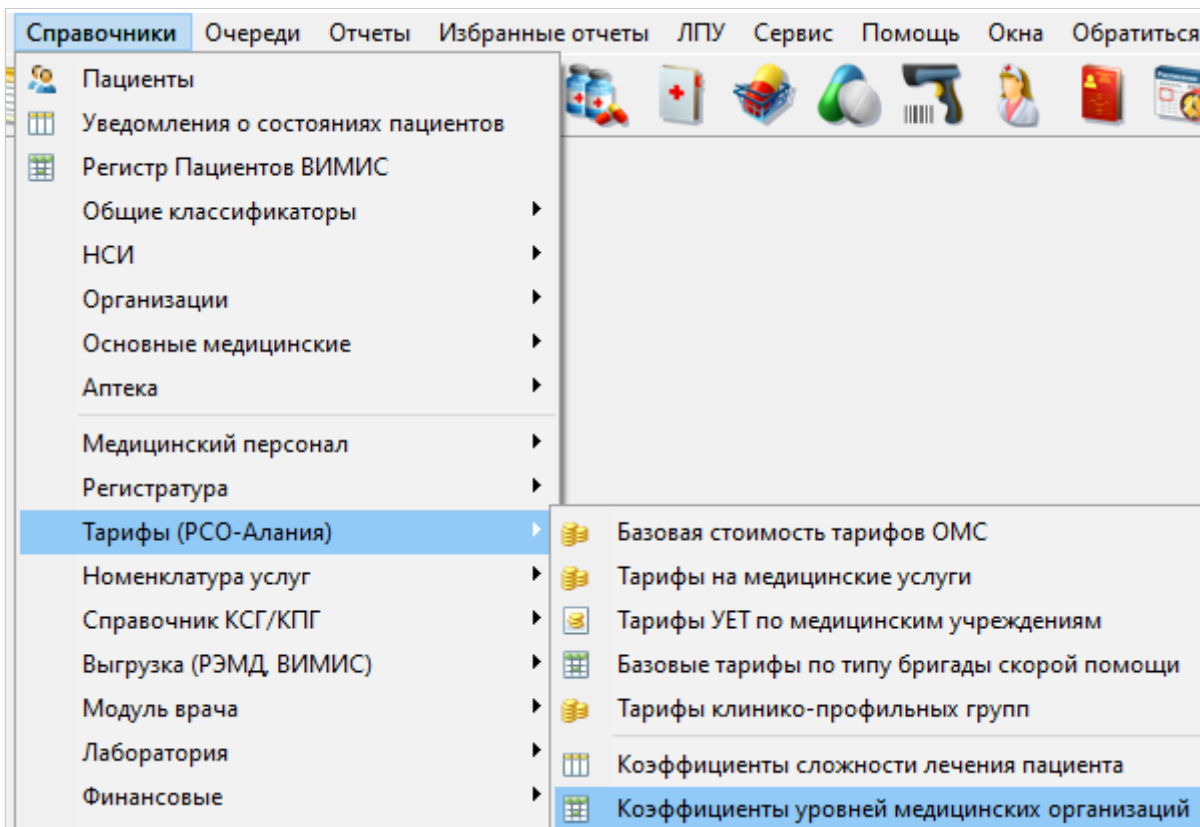 Справочники Очереди Отчеты Избранные отчеты ЛПУ Сервис Помощь Окна Обратиться
Пациенты
Уведомления о состояниях пациентов
Регистр Пациентов ВИМИС
Общие классификаторы
НСИ
Организации
Основные медицинские
Аптека
Медицинский персонал
Регистратура
Тарифы (РСО-Алания)
Номенклатура услуг
Справочник КСГ/КПГ
Выгрузка (РЭМД, ВИМИС)
Модуль врача
Лаборатория
Финансовые
Базовая стоимость тарифов ОМС
Тарифы на медицинские услуги
Тарифы УЕТ по медицинским учреждениям
Базовые тарифы по типу бригады скорой помощи
Тарифы клинико-профильных групп
Коэффициенты сложности лечения пациента
Коэффициенты уровней медицинских организаций